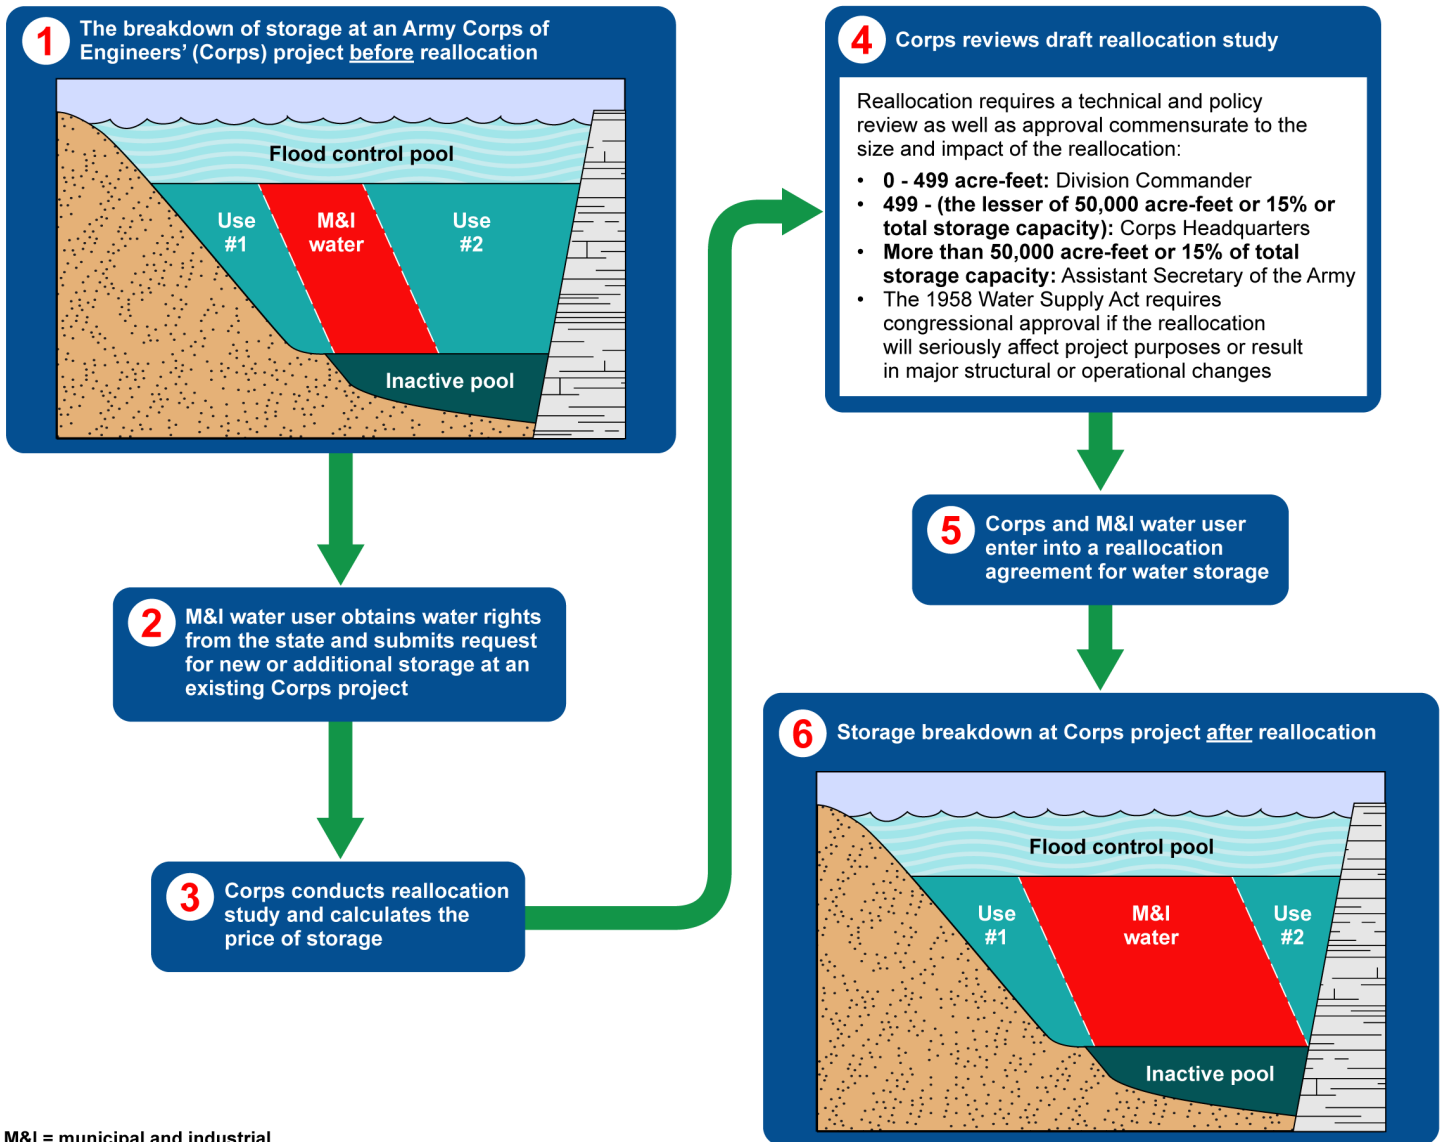 1
The breakdown of storage at an Army Corps of
Engineers' (Corps) project before reallocation
Flood control pool
Use
#1
M&I
water
Use
#2
Inactive pool
2
M&I water user obtains water rights
from the state and submits request
for new or additional storage at an
existing Corps project
3
Corps conducts reallocation
study and calculates the
price of storage
4
Corps reviews draft reallocation study
Reallocation requires a technical and policy
review as well as approval commensurate to the
size and impact of the reallocation:
• 0 - 499 acre-feet: Division Commander
• 499 - (the lesser of 50,000 acre-feet or 15% or
total storage capacity): Corps Headquarters
• More than 50,000 acre-feet or 15% of total
storage capacity: Assistant Secretary of the Army
• The 1958 Water Supply Act requires
congressional approval if the reallocation
will seriously affect project purposes or result
in major structural or operational changes
5
Corps and M&I water user
enter into a reallocation
agreement for water storage
6
Storage breakdown at Corps project after reallocation
Flood control pool
Use
#1
M&I
water
Use
#2
Inactive pool
M&I = municipal and industrial